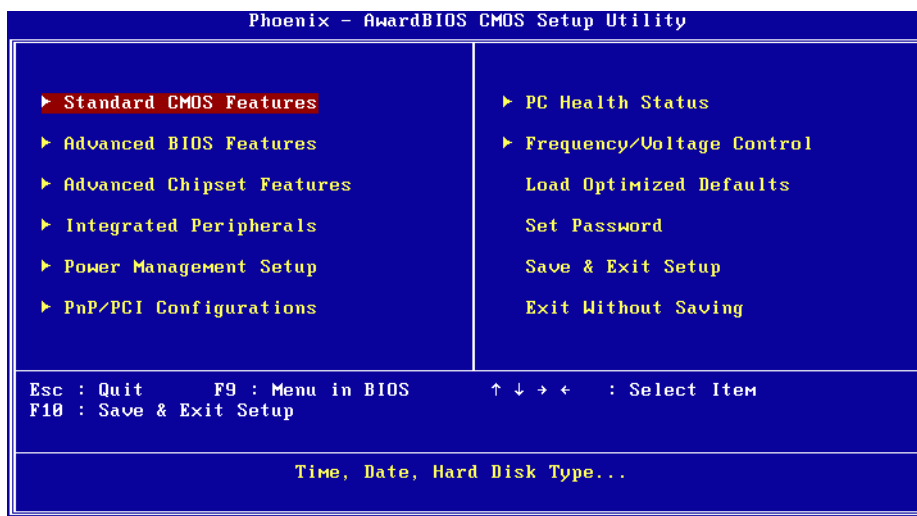 Phoenix - AwardBIOS CMOS Setup Utility
► Standard CMOS Features
► Advanced BIOS Features
► Advanced Chipset Features
► Integrated Peripherals
► Power Management Setup
► PnP/PCI Configurations
► PC Health Status
► Frequency/Voltage Control
Load Optimized Defaults
Set Password
Save & Exit Setup
Exit Without Saving
Esc : Quit F9 : Menu in BIOS ↑ ↓ → ← : Select Item
F10 : Save & Exit Setup
Time, Date, Hard Disk Type...